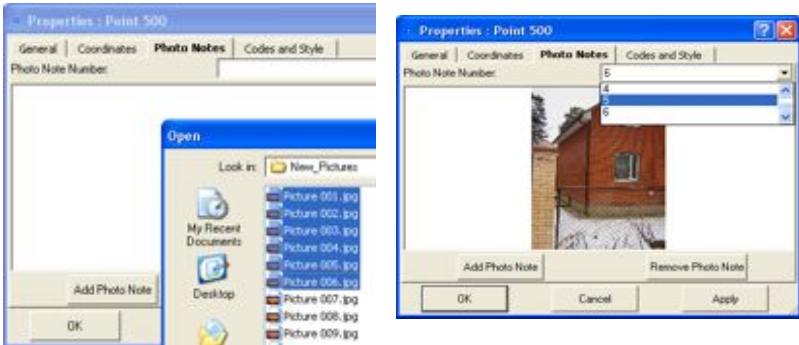 Properties : Point 500
General Coordinates Photo Notes Codes and Style
Photo Note Number:
Open
Look in: New_Pictures
My Recent Documents
Desktop
Picture 001.jpg
Picture 002.jpg
Picture 003.jpg
Picture 004.jpg
Picture 005.jpg
Picture 006.jpg
Picture 007.jpg
Picture 008.jpg
Picture 009.jpg
Add Photo Note
OK
Properties : Point 500
General Coordinates Photo Notes Codes and Style
Photo Note Number: 6
4
5
6
Add Photo Note Remove Photo Note
OK Cancel Apply